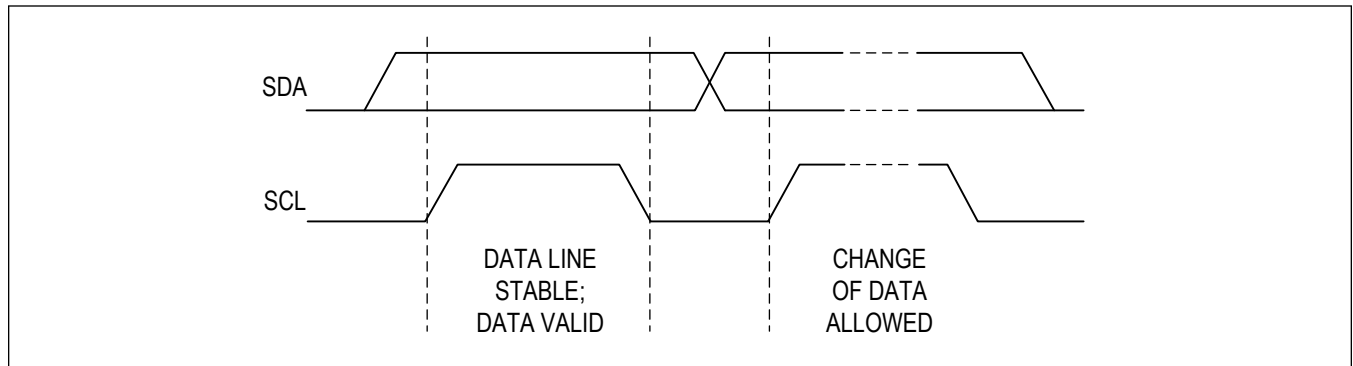 SDA
SCL
DATA LINE
STABLE;
DATA VALID
CHANGE
OF DATA
ALLOWED